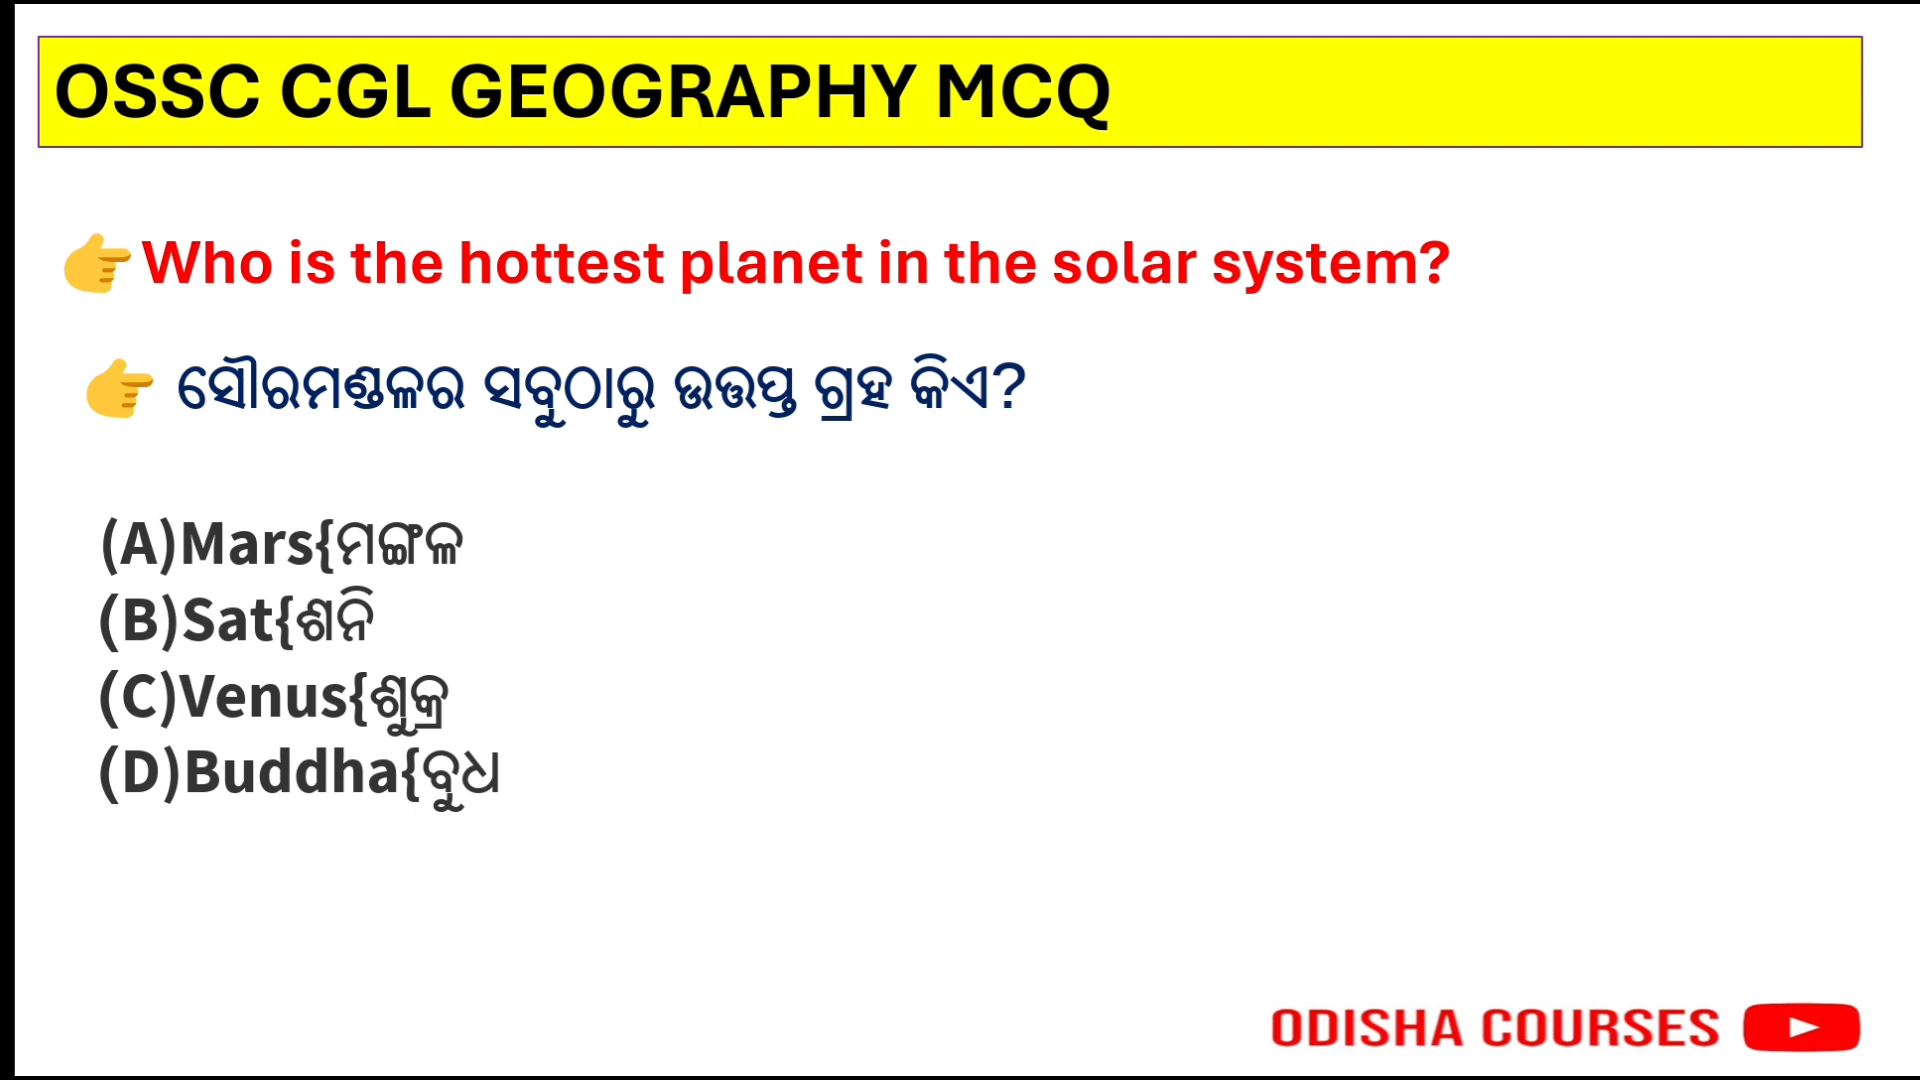 OSSC CGL GEOGRAPHY MCQ
👉Who is the hottest planet in the solar system?
👉 ସୌରମଣ୍ଡଳର ସବୁଠାରୁ ଉତ୍ତପ୍ତ ଗ୍ରହ କିଏ?
(A)Mars{ମଙ୍ଗଳ
(B)Sat{ଶନି
(C)Venus{ଶୁକ୍ର
(D)Buddha{ବୁଧ
ODISHA COURSES